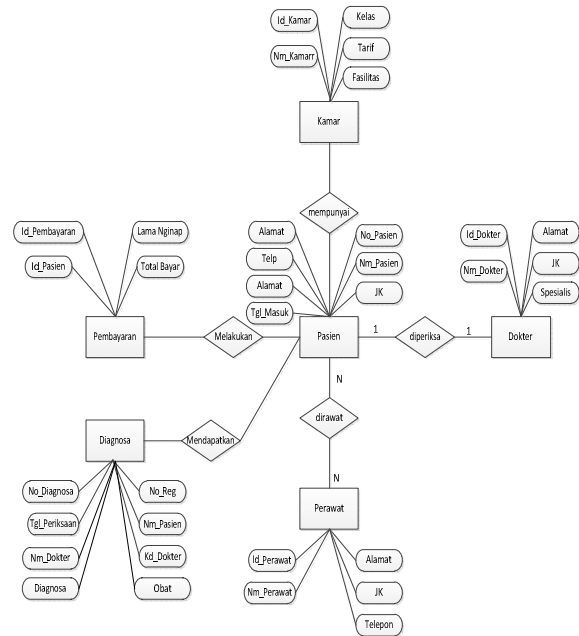 Id_Kamar
Kelas
Nm_Kamarr
Tarif
Fasilitas
Kamar
mempunyai
Id_Pembayaran
Lama Nginap
Id_Pasien
Total Bayar
Alamat
No_Pasien
Telp
Nm_Pasien
Alamat
JK
Tgl_Masuk
Id_Dokter
Alamat
Nm_Dokter
JK
Spesialis
Pembayaran
Melakukan
Pasien
1
diperiksa
1
Dokter
N
dirawat
N
Diagnosa
Mendapatkan
No_Diagnosa
No_Reg
Tgl_Periksaan
Nm_Pasien
Nm_Dokter
Kd_Dokter
Diagnosa
Obat
Perawat
Id_Perawat
Alamat
Nm_Perawat
JK
Telepon